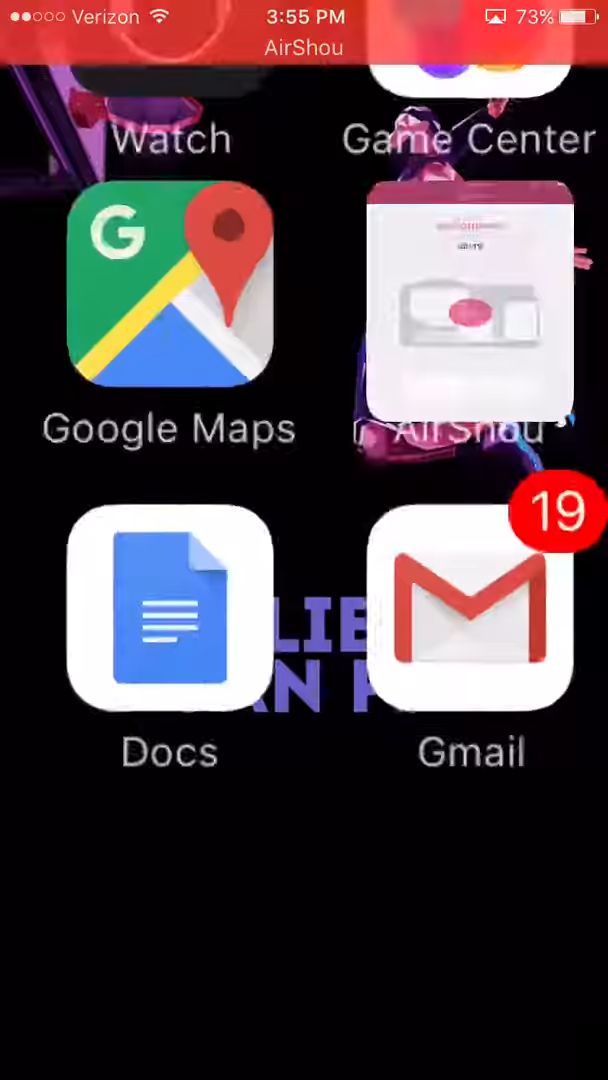 Verizon 3:55 PM 73%
AirShou
Watch Game Center
G
Google Maps AirShou
19
Docs Gmail